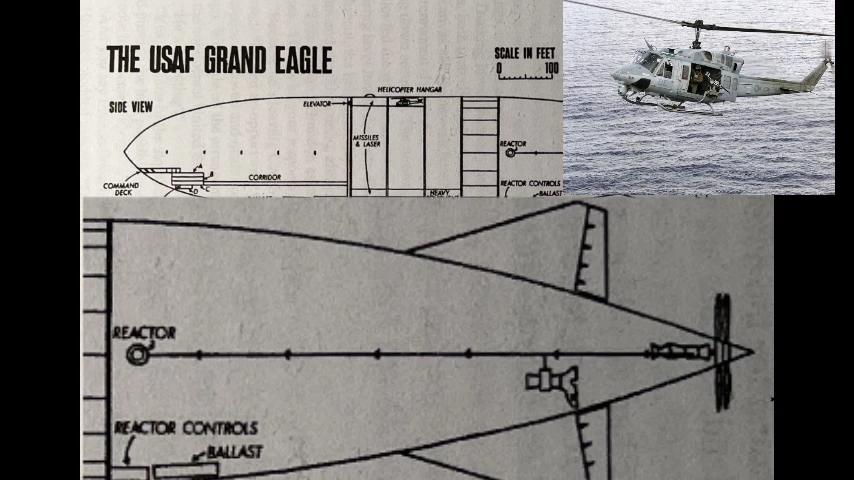 THE USAF GRAND EAGLE
SCALE IN FEET
0 100
SIDE VIEW
HELICOPTER HANGAR
ELEVATOR
MISSILES
& LASER
REACTOR
A
B
C
D
CORRIDOR
COMMAND
DECK
HEAVY
REACTOR CONTROLS
BALLAST
REACTOR
REACTOR CONTROLS
BALLAST